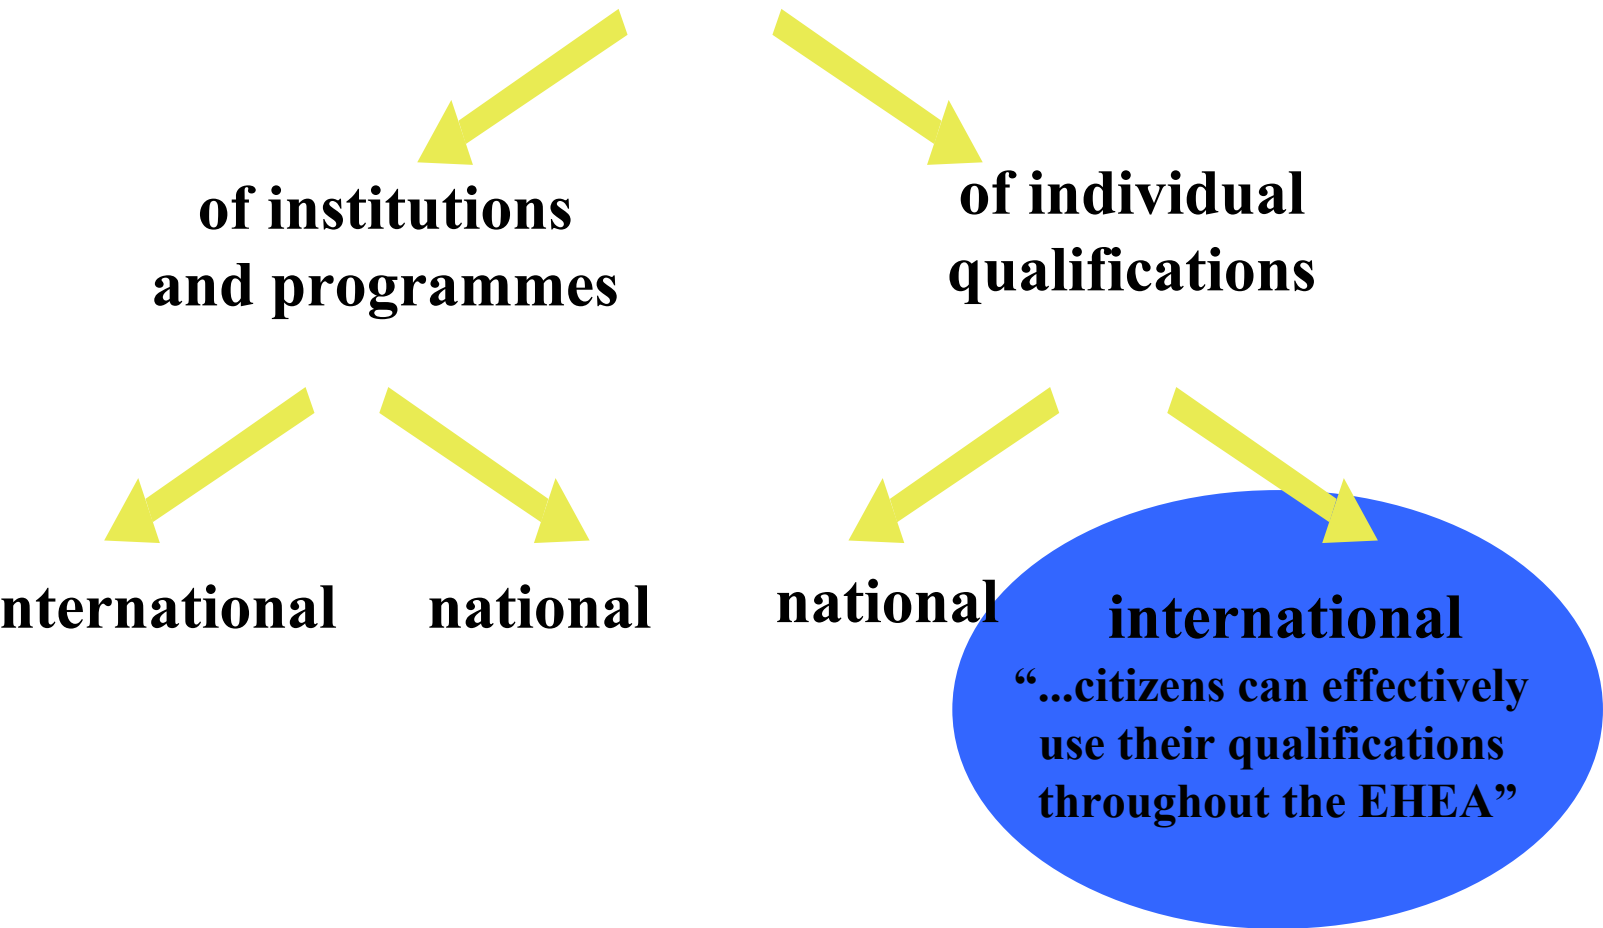 of institutions
and programmes
of individual
qualifications
nternational
national
national
international
“...citizens can effectively
use their qualifications
throughout the EHEA”